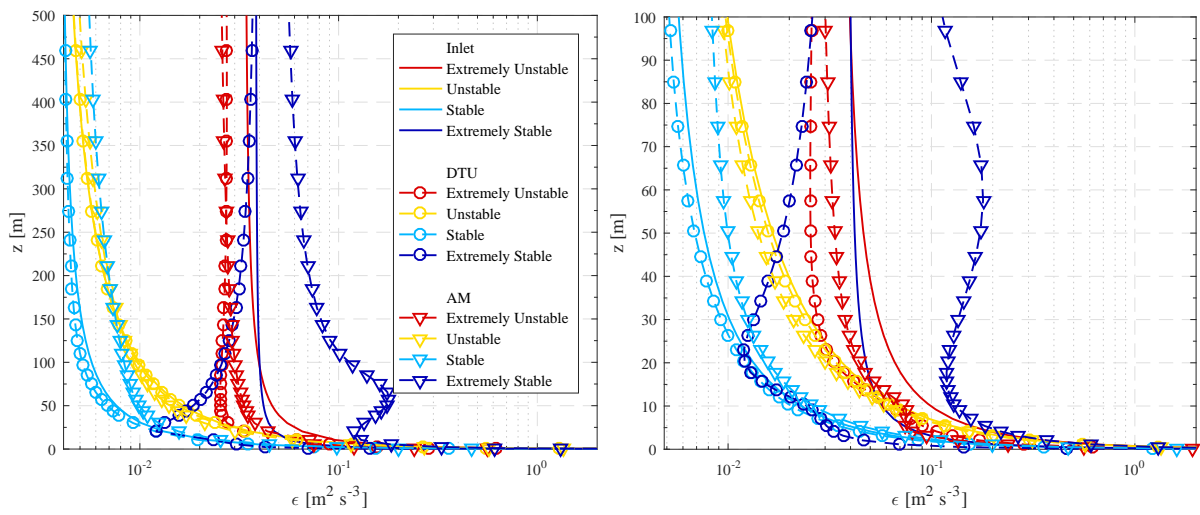 500
450
400
350
300
250
200
150
100
50
0
z [m]
10^-2
10^-1
10^0
ϵ [m^2 s^-3]
Inlet
Extremely Unstable
Unstable
Stable
Extremely Stable
DTU
Extremely Unstable
Unstable
Stable
Extremely Stable
AM
Extremely Unstable
Unstable
Stable
Extremely Stable
100
90
80
70
60
50
40
30
20
10
0
z [m]
10^-2
10^-1
10^0
ϵ [m^2 s^-3]